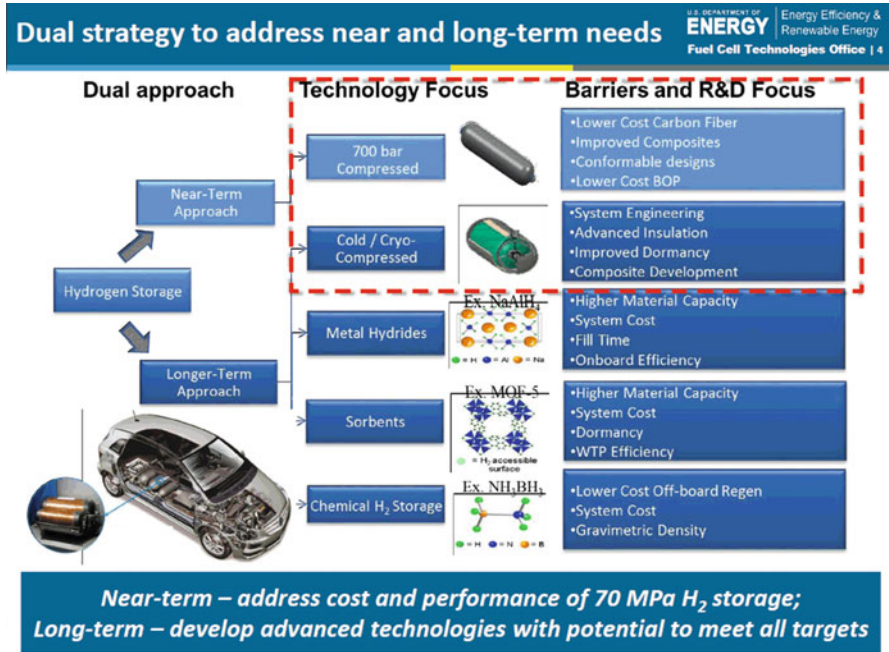 Dual strategy to address near and long-term needs
U.S. DEPARTMENT OF
ENERGY
Energy Efficiency &
Renewable Energy
Fuel Cell Technologies Office | 4
Dual approach
Technology Focus
Barriers and R&D Focus
Hydrogen Storage
Near-Term
Approach
Longer-Term
Approach
700 bar
Compressed
•Lower Cost Carbon Fiber
•Improved Composites
•Conformable designs
•Lower Cost BOP
Cold / Cryo-
Compressed
•System Engineering
•Advanced Insulation
•Improved Dormancy
•Composite Development
Metal Hydrides
Ex. NaAlH₄
= H = Al = Na
•Higher Material Capacity
•System Cost
•Fill Time
•Onboard Efficiency
Sorbents
Ex. MOF-5
= H₂ accessible
surface
•Higher Material Capacity
•System Cost
•Dormancy
•WTP Efficiency
Chemical H₂ Storage
Ex. NH₃BH₃
= H = N = B
•Lower Cost Off-board Regen
•System Cost
•Gravimetric Density
Near-term – address cost and performance of 70 MPa H₂ storage;
Long-term – develop advanced technologies with potential to meet all targets